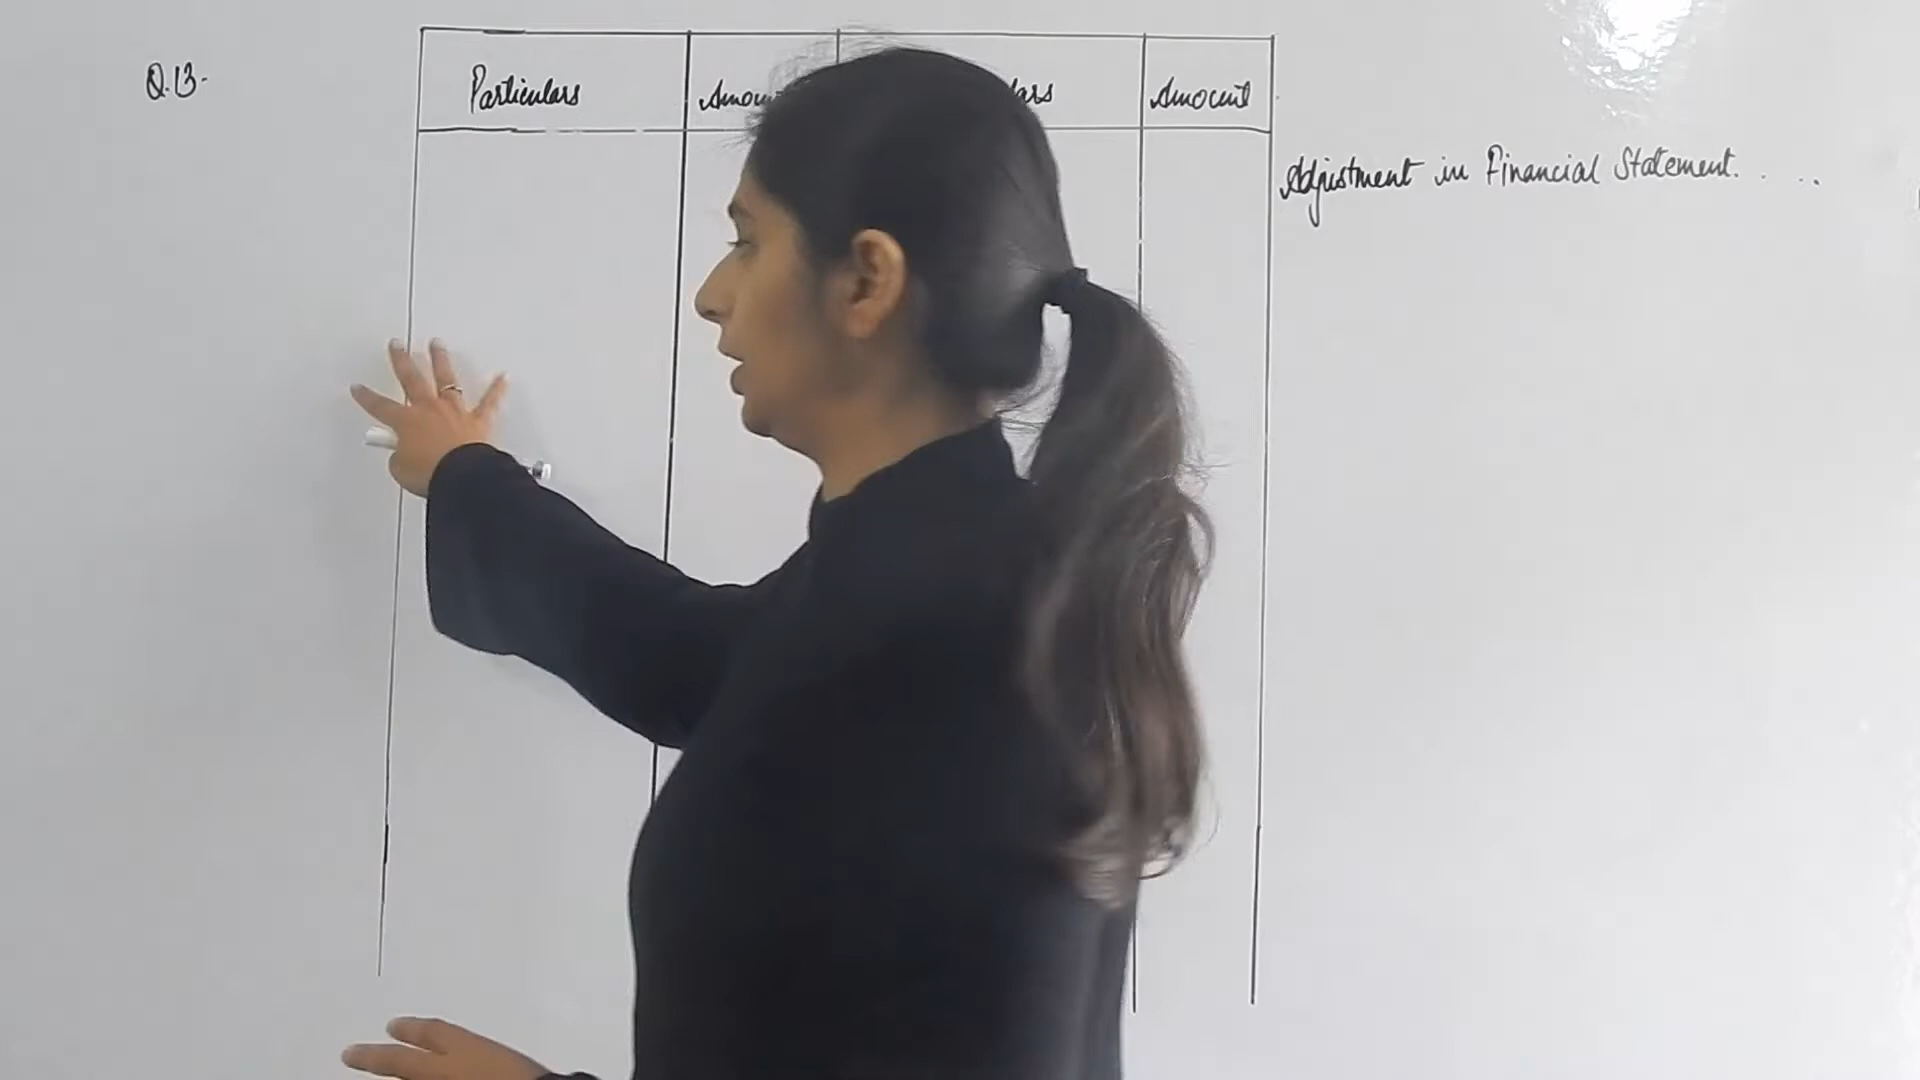 Q.13.
Particulars
Amount
Adjustment in Financial Statement. . ..